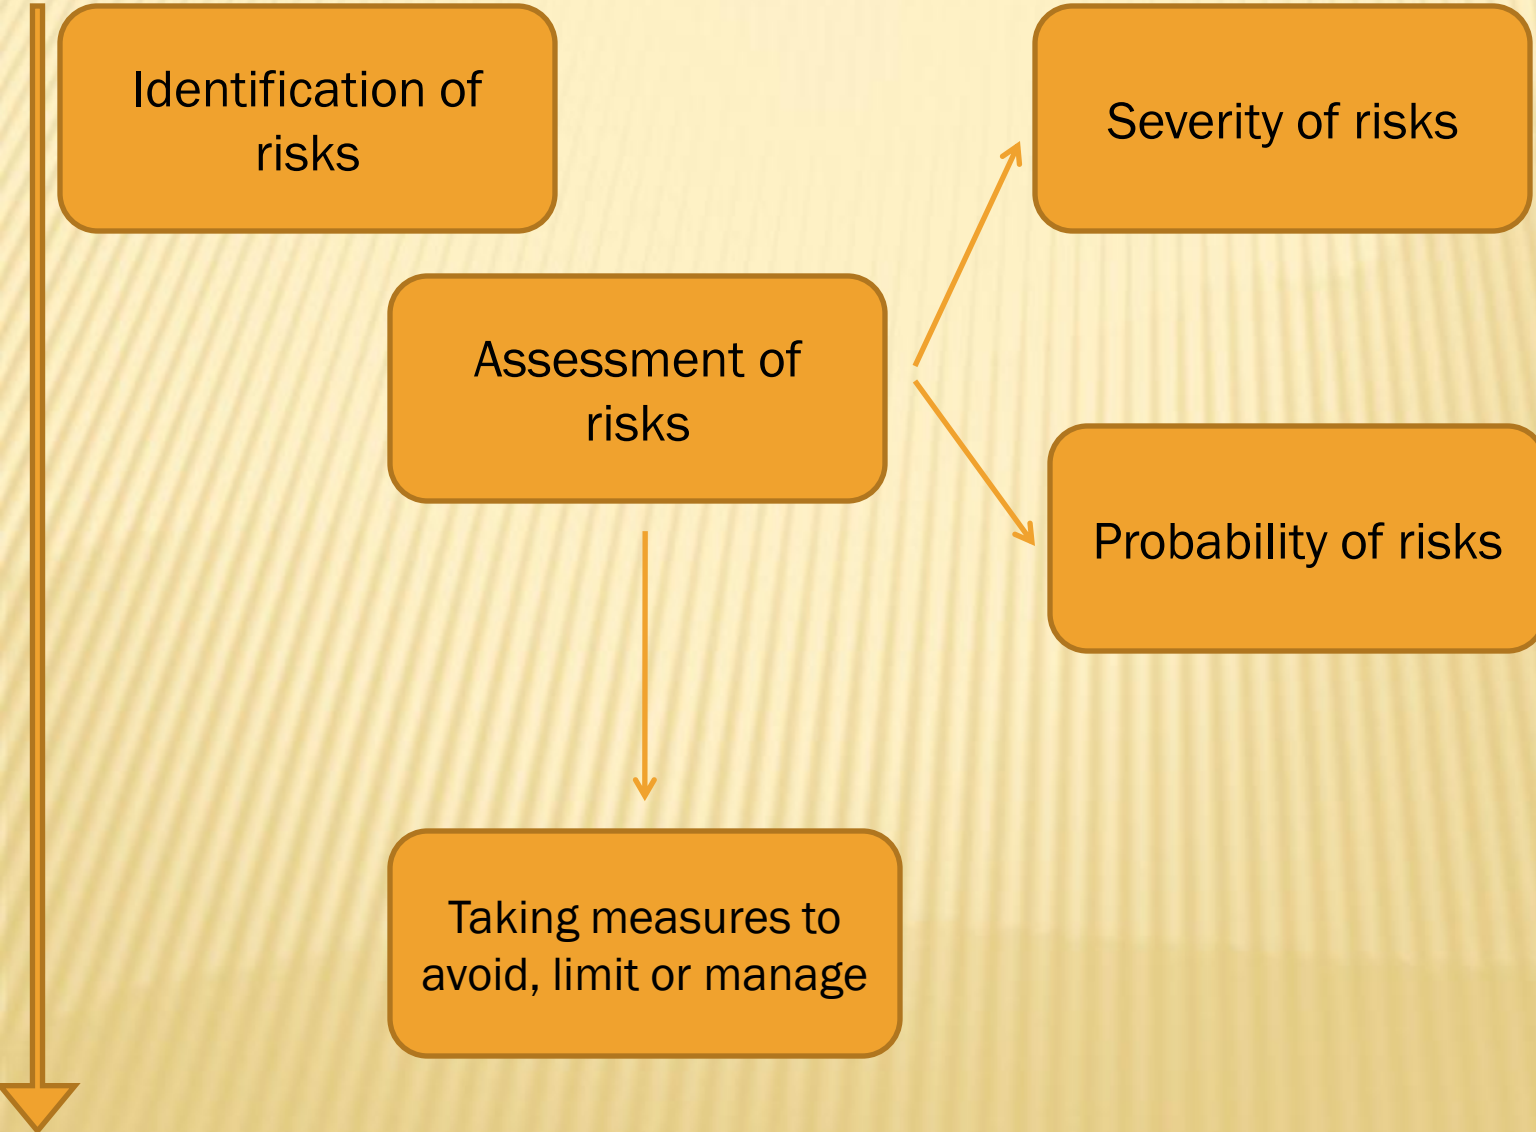 Identification of
risks
Severity of risks
Assessment of
risks
Probability of risks
Taking measures to
avoid, limit or manage